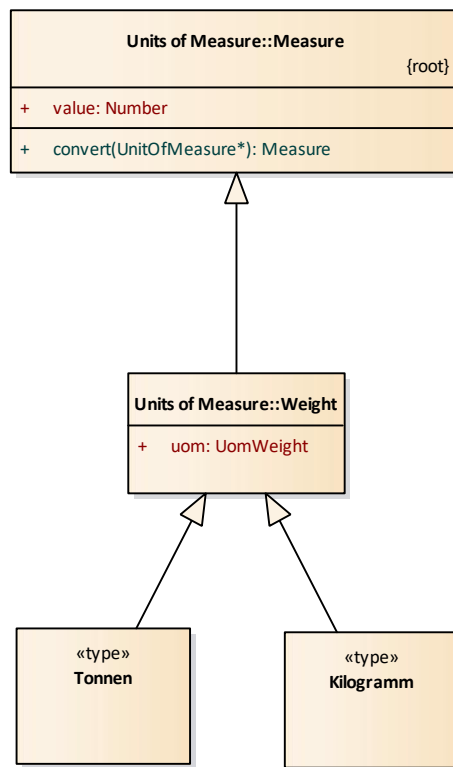 Units of Measure::Measure
{root}
+ value: Number
+ convert(UnitOfMeasure*): Measure
Units of Measure::Weight
+ uom: UomWeight
«type»
Tonnen
«type»
Kilogramm